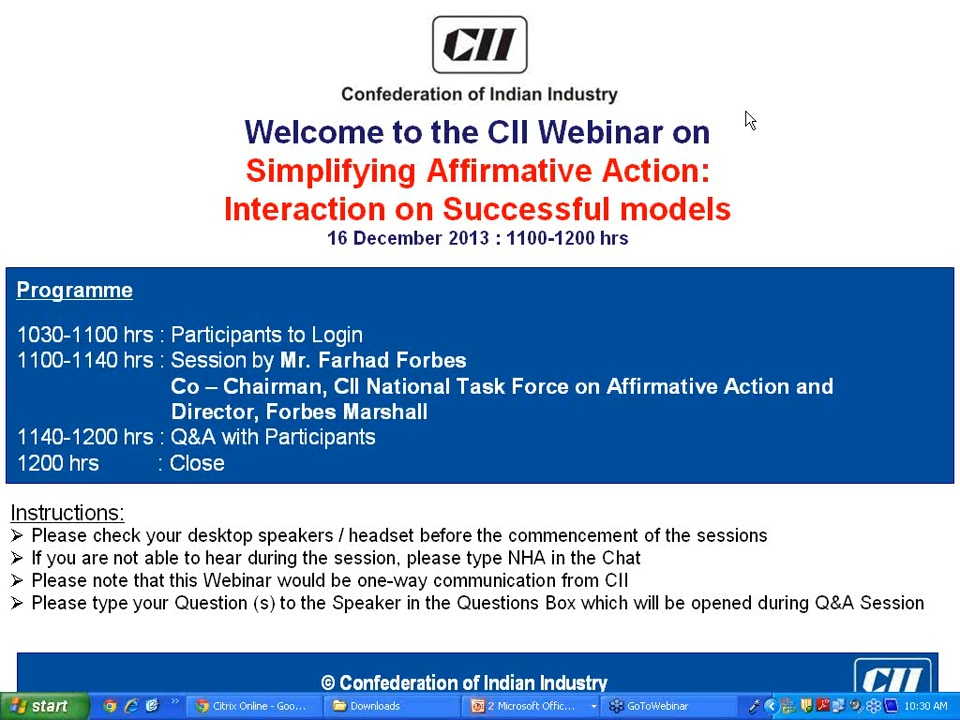 CII
Confederation of Indian Industry
Welcome to the CII Webinar on
Simplifying Affirmative Action:
Interaction on Successful models
16 December 2013 : 1100-1200 hrs
Programme
1030-1100 hrs : Participants to Login
1100-1140 hrs : Session by Mr. Farhad Forbes
Co – Chairman, CII National Task Force on Affirmative Action and
Director, Forbes Marshall
1140-1200 hrs : Q&A with Participants
1200 hrs : Close
Instructions:
➢ Please check your desktop speakers / headset before the commencement of the sessions
➢ If you are not able to hear during the session, please type NHA in the Chat
➢ Please note that this Webinar would be one-way communication from CII
➢ Please type your Question (s) to the Speaker in the Questions Box which will be opened during Q&A Session
© Confederation of Indian Industry
CII
start » Citrix Online - Goo... Downloads 2 Microsoft Offic... GoToWebinar 10:30 AM